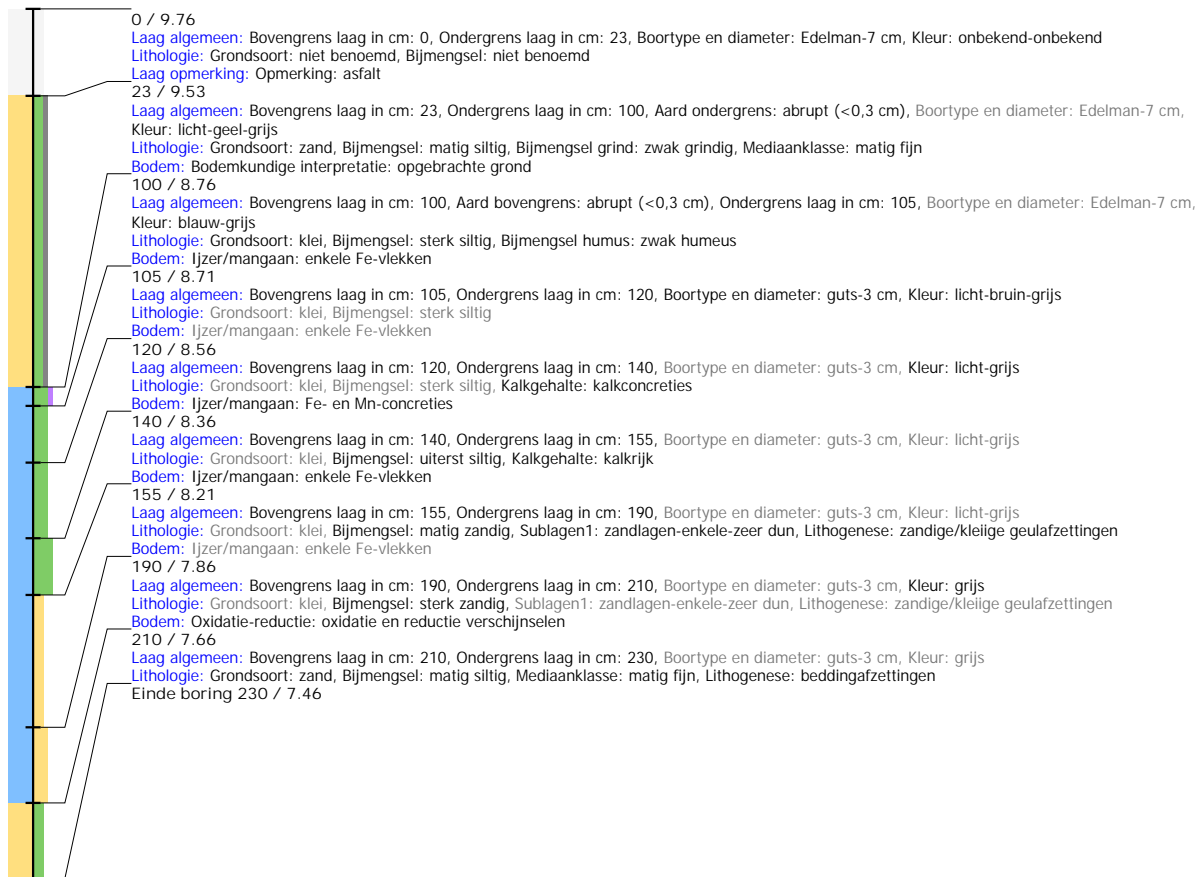 0 / 9.76
Laag algemeen: Bovengrens laag in cm: 0, Ondergrens laag in cm: 23, Boortype en diameter: Edelman-7 cm, Kleur: onbekend-onbekend
Lithologie: Grondsoort: niet benoemd, Bijmengsel: niet benoemd
Laag opmerking: Opmerking: asfalt
23 / 9.53
Laag algemeen: Bovengrens laag in cm: 23, Ondergrens laag in cm: 100, Aard ondergrens: abrupt (<0,3 cm), Boortype en diameter: Edelman-7 cm,
Kleur: licht-geel-grijs
Lithologie: Grondsoort: zand, Bijmengsel: matig siltig, Bijmengsel grind: zwak grindig, Mediaanklasse: matig fijn
Bodem: Bodemkundige interpretatie: opgebrachte grond
100 / 8.76
Laag algemeen: Bovengrens laag in cm: 100, Aard bovengrens: abrupt (<0,3 cm), Ondergrens laag in cm: 105, Boortype en diameter: Edelman-7 cm,
Kleur: blauw-grijs
Lithologie: Grondsoort: klei, Bijmengsel: sterk siltig, Bijmengsel humus: zwak humeus
Bodem: Ijzer/mangaan: enkele Fe-vlekken
105 / 8.71
Laag algemeen: Bovengrens laag in cm: 105, Ondergrens laag in cm: 120, Boortype en diameter: guts-3 cm, Kleur: licht-bruin-grijs
Lithologie: Grondsoort: klei, Bijmengsel: sterk siltig
Bodem: Ijzer/mangaan: enkele Fe-vlekken
120 / 8.56
Laag algemeen: Bovengrens laag in cm: 120, Ondergrens laag in cm: 140, Boortype en diameter: guts-3 cm, Kleur: licht-grijs
Lithologie: Grondsoort: klei, Bijmengsel: sterk siltig, Kalkgehalte: kalkconcreties
Bodem: Ijzer/mangaan: Fe- en Mn-concreties
140 / 8.36
Laag algemeen: Bovengrens laag in cm: 140, Ondergrens laag in cm: 155, Boortype en diameter: guts-3 cm, Kleur: licht-grijs
Lithologie: Grondsoort: klei, Bijmengsel: uiterst siltig, Kalkgehalte: kalkrijk
Bodem: Ijzer/mangaan: enkele Fe-vlekken
155 / 8.21
Laag algemeen: Bovengrens laag in cm: 155, Ondergrens laag in cm: 190, Boortype en diameter: guts-3 cm, Kleur: licht-grijs
Lithologie: Grondsoort: klei, Bijmengsel: matig zandig, Sublagen1: zandlagen-enkele-zeer dun, Lithogenese: zandige/kleiige geulafzettingen
Bodem: Ijzer/mangaan: enkele Fe-vlekken
190 / 7.86
Laag algemeen: Bovengrens laag in cm: 190, Ondergrens laag in cm: 210, Boortype en diameter: guts-3 cm, Kleur: grijs
Lithologie: Grondsoort: klei, Bijmengsel: sterk zandig, Sublagen1: zandlagen-enkele-zeer dun, Lithogenese: zandige/kleiige geulafzettingen
Bodem: Oxidatie-reductie: oxidatie en reductie verschijnselen
210 / 7.66
Laag algemeen: Bovengrens laag in cm: 210, Ondergrens laag in cm: 230, Boortype en diameter: guts-3 cm, Kleur: grijs
Lithologie: Grondsoort: zand, Bijmengsel: matig siltig, Mediaanklasse: matig fijn, Lithogenese: beddingafzettingen
Einde boring 230 / 7.46